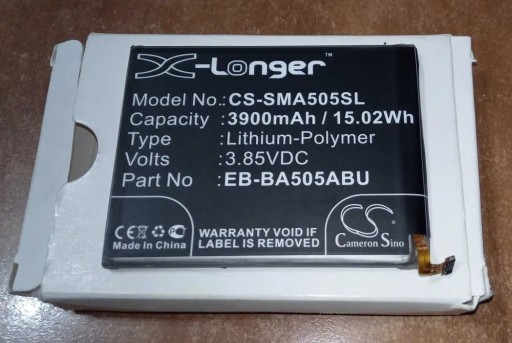 X-Longer
Model No.: CS-SMA505SL
Capacity :3900mAh / 15.02Wh
Type :Lithium-Polymer
Volts :3.85VDC
Part No :EB-BA505ABU
CE
Made In China
WARRANTY VOID IF
LABEL IS REMOVED
CS
Cameron Sino